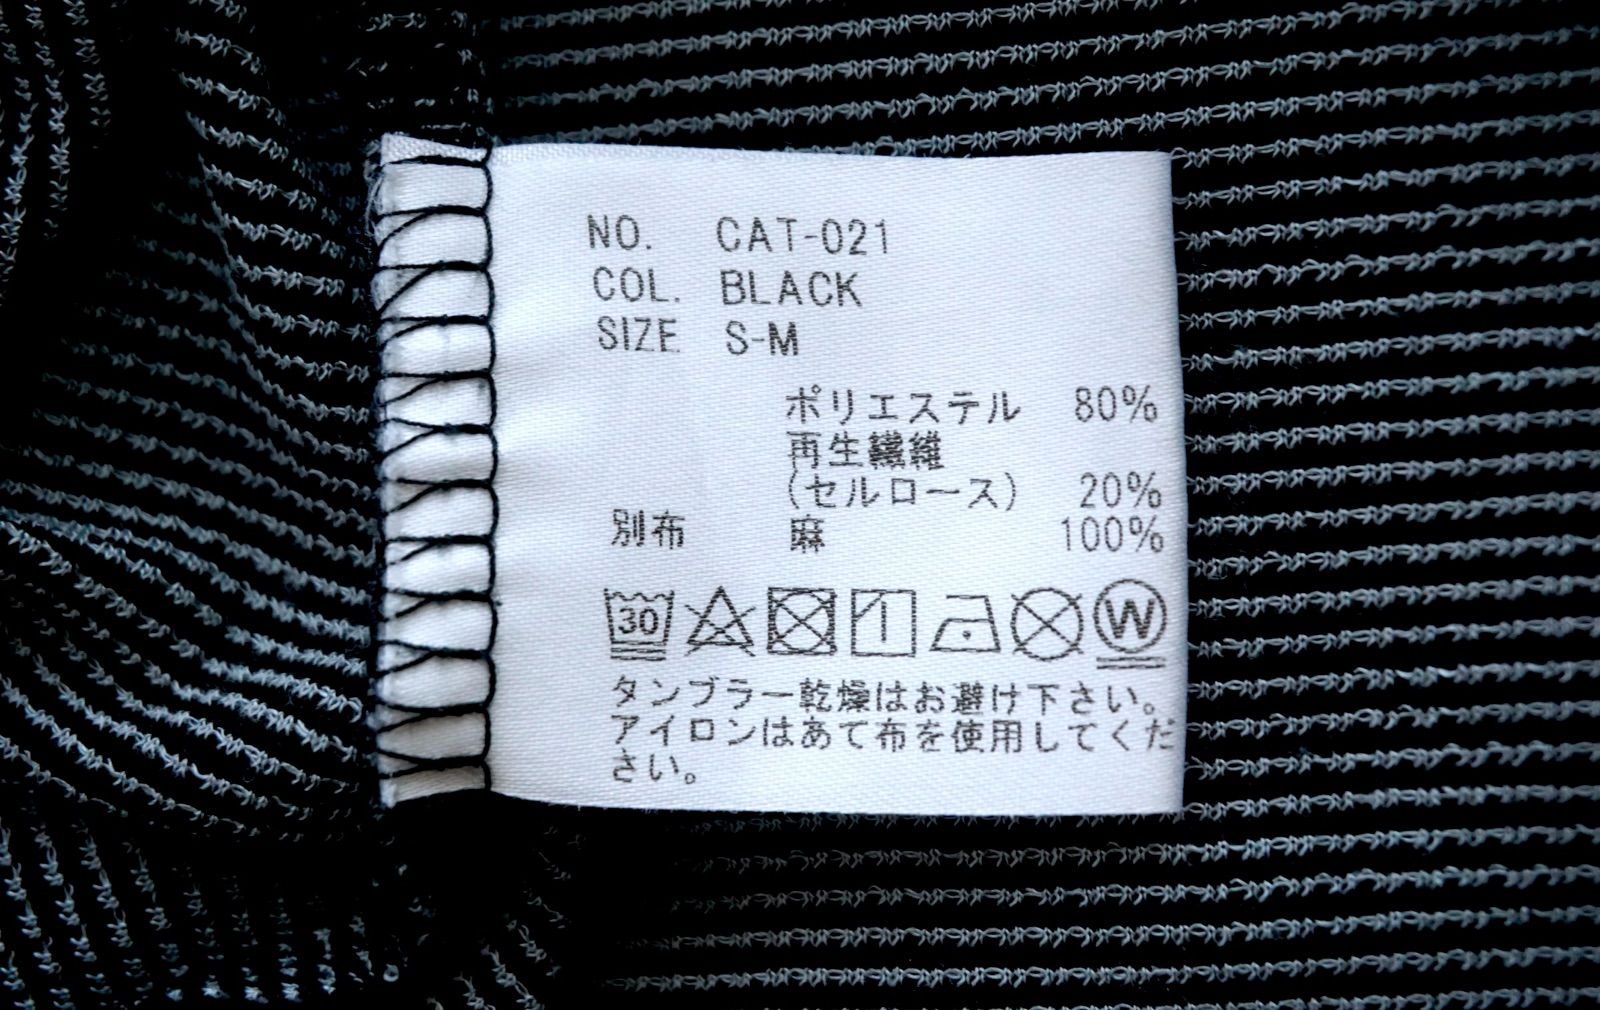 NO. CAT-021
COL. BLACK
SIZE S-M
ポリエステル 80%
再生繊維
(セルロース) 20%
別布 麻 100%
30 W
タンブラー乾燥はお避け下さい。
アイロンはあて布を使用してくだ
さい。